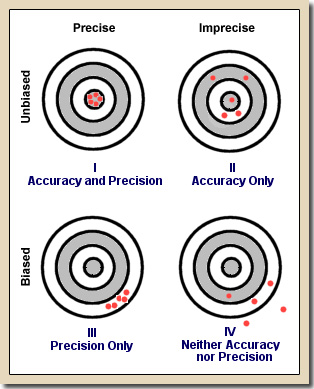 Precise
Imprecise
Unbiased
I
Accuracy and Precision
II
Accuracy Only
Biased
III
Precision Only
IV
Neither Accuracy
nor Precision